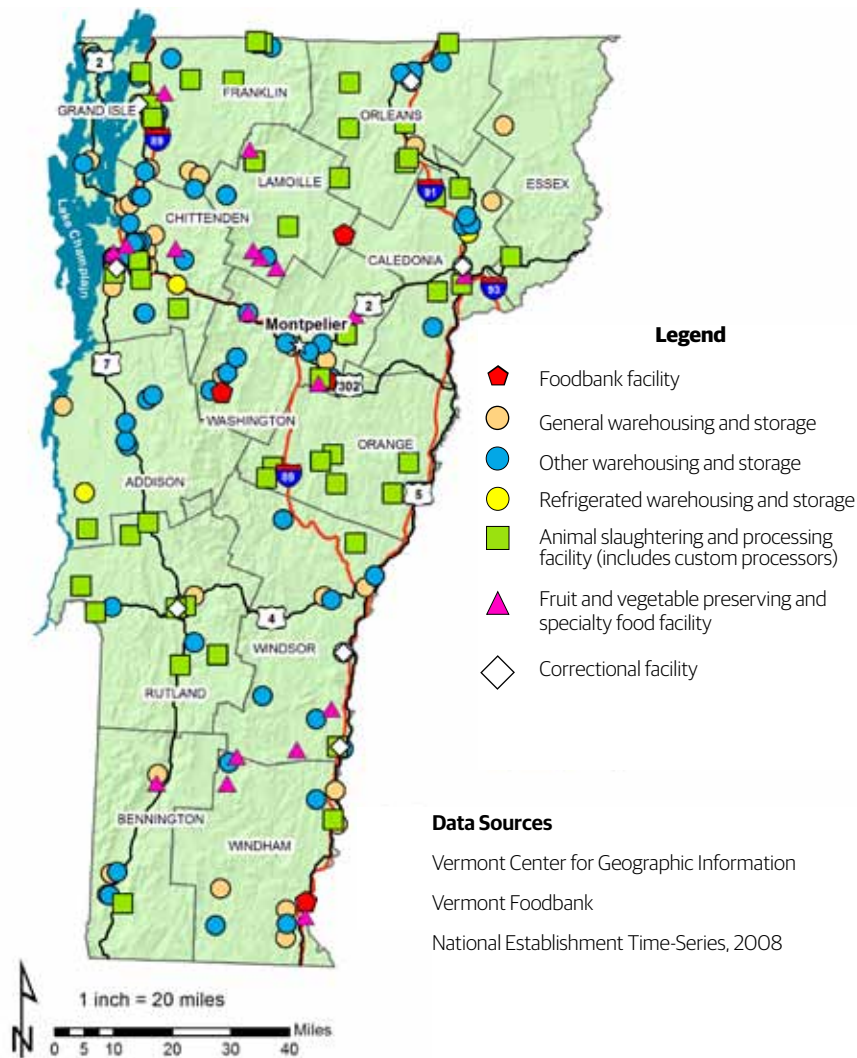 2
FRANKLIN
GRAND ISLE
ORLEANS
89
ESSEX
LAMOILLE
91
CHITTENDEN
Lake Champlain
CALEDONIA
93
2
Montpelier
7
302
WASHINGTON
ORANGE
89
ADDISON
5
4
WINDSOR
RUTLAND
BENNINGTON
WINDHAM
Legend
Foodbank facility
General warehousing and storage
Other warehousing and storage
Refrigerated warehousing and storage
Animal slaughtering and processing
facility (includes custom processors)
Fruit and vegetable preserving and
specialty food facility
Correctional facility
Data Sources
Vermont Center for Geographic Information
Vermont Foodbank
National Establishment Time-Series, 2008
N
1 inch = 20 miles
Miles
0 5 10 20 30 40